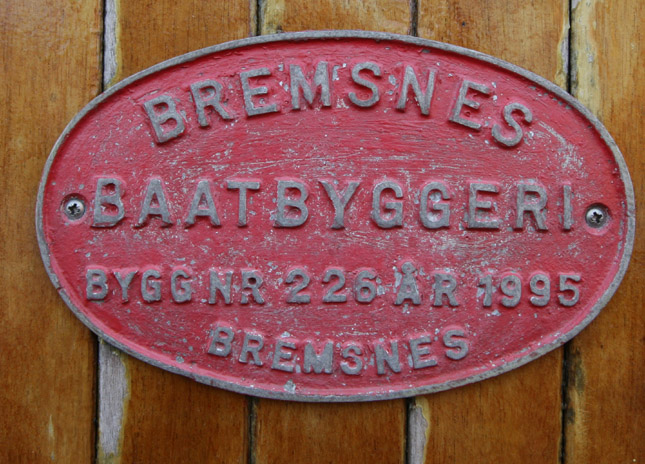 BREMSNES
BAATBYGGERI
BYGG NR 226 ÅR 1995
BREMSNES